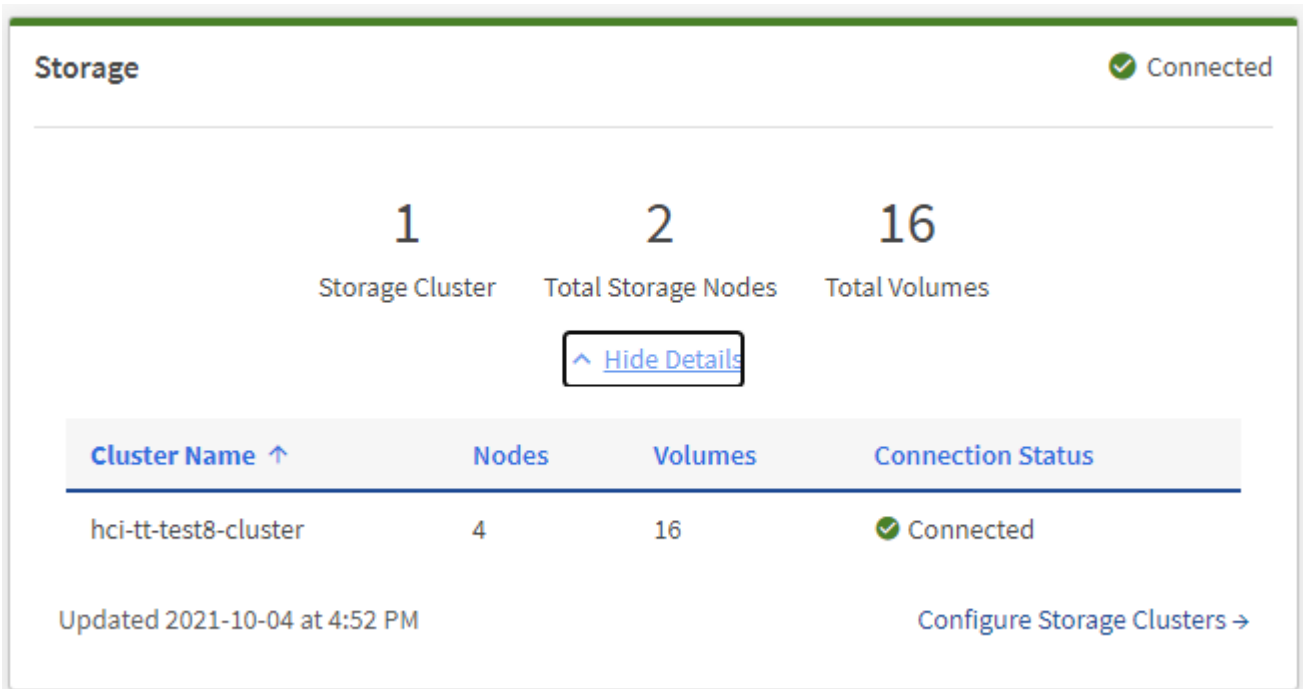 Storage
Connected
1 2 16
Storage Cluster Total Storage Nodes Total Volumes
Hide Details
Cluster Name ↑ Nodes Volumes Connection Status
hci-tt-test8-cluster 4 16 Connected
Updated 2021-10-04 at 4:52 PM
Configure Storage Clusters →